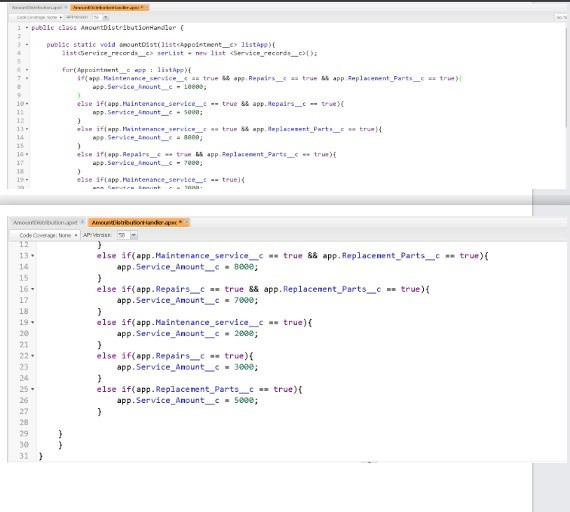 AmountDistribution.apxt × AmountDistributionHandler.apxc * ×
Code Coverage: None ▾ API Version: 58 ▾
1 ▾ public class AmountDistributionHandler {
2
3 ▾     public static void amountDist(list<Appointment__c> listApp){
4         list<Service_records__c> serList = new list <Service_records__c>();
5
6 ▾         for(Appointment__c app : listApp){
7 ▾             if(app.Maintenance_service__c == true && app.Repairs__c == true && app.Replacement_Parts__c == true){
8                 app.Service_Amount__c = 10000;
9             }
10 ▾             else if(app.Maintenance_service__c == true && app.Repairs__c == true){
11                 app.Service_Amount__c = 5000;
12             }
13 ▾             else if(app.Maintenance_service__c == true && app.Replacement_Parts__c == true){
14                 app.Service_Amount__c = 8000;
15             }
16 ▾             else if(app.Repairs__c == true && app.Replacement_Parts__c == true){
17                 app.Service_Amount__c = 7000;
18             }
19 ▾             else if(app.Maintenance_service__c == true){
20                 app.Service_Amount__c = 2000;
AmountDistribution.apxt × AmountDistributionHandler.apxc * ×
Code Coverage: None ▾ API Version: 58 ▾
12             }
13 ▾             else if(app.Maintenance_service__c == true && app.Replacement_Parts__c == true){
14                 app.Service_Amount__c = 8000;
15             }
16 ▾             else if(app.Repairs__c == true && app.Replacement_Parts__c == true){
17                 app.Service_Amount__c = 7000;
18             }
19 ▾             else if(app.Maintenance_service__c == true){
20                 app.Service_Amount__c = 2000;
21             }
22 ▾             else if(app.Repairs__c == true){
23                 app.Service_Amount__c = 3000;
24             }
25 ▾             else if(app.Replacement_Parts__c == true){
26                 app.Service_Amount__c = 5000;
27             }
28
29     }
30     }
31 }